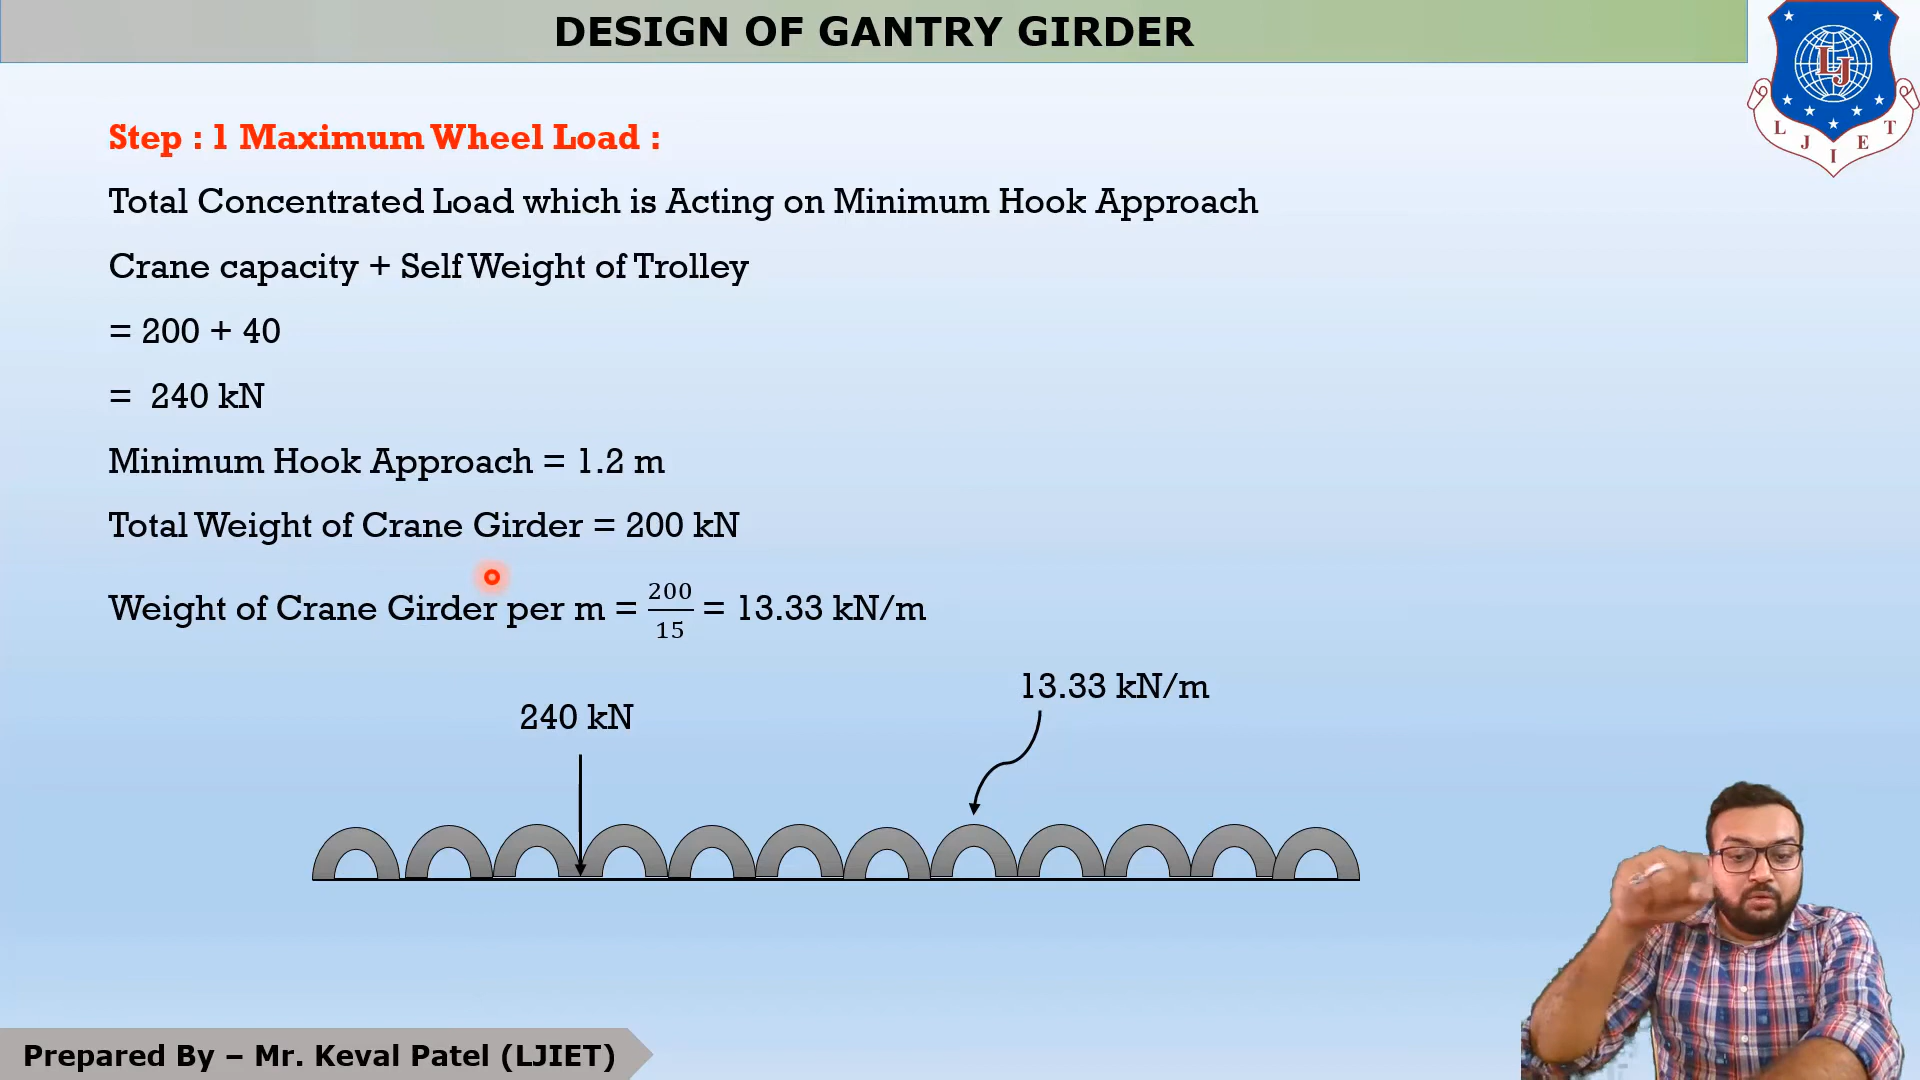 DESIGN OF GANTRY GIRDER
LJ
L J I E T
Step : 1 Maximum Wheel Load :
Total Concentrated Load which is Acting on Minimum Hook Approach
Crane capacity + Self Weight of Trolley
= 200 + 40
= 240 kN
Minimum Hook Approach = 1.2 m
Total Weight of Crane Girder = 200 kN
Weight of Crane Girder per m = 200/15 = 13.33 kN/m
13.33 kN/m
240 kN
Prepared By – Mr. Keval Patel (LJIET)